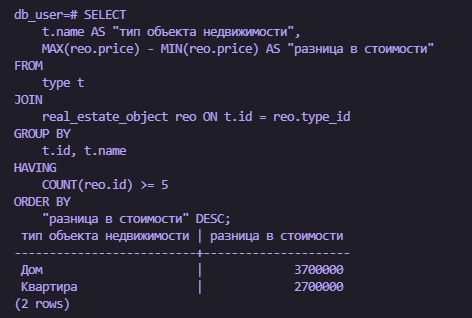 db_user=# SELECT
    t.name AS "тип объекта недвижимости",
    MAX(reo.price) - MIN(reo.price) AS "разница в стоимости"
FROM
    type t
JOIN
    real_estate_object reo ON t.id = reo.type_id
GROUP BY
    t.id, t.name
HAVING
    COUNT(reo.id) >= 5
ORDER BY
    "разница в стоимости" DESC;
 тип объекта недвижимости | разница в стоимости
--------------------------+---------------------
 Дом                      |             3700000
 Квартира                 |             2700000
(2 rows)